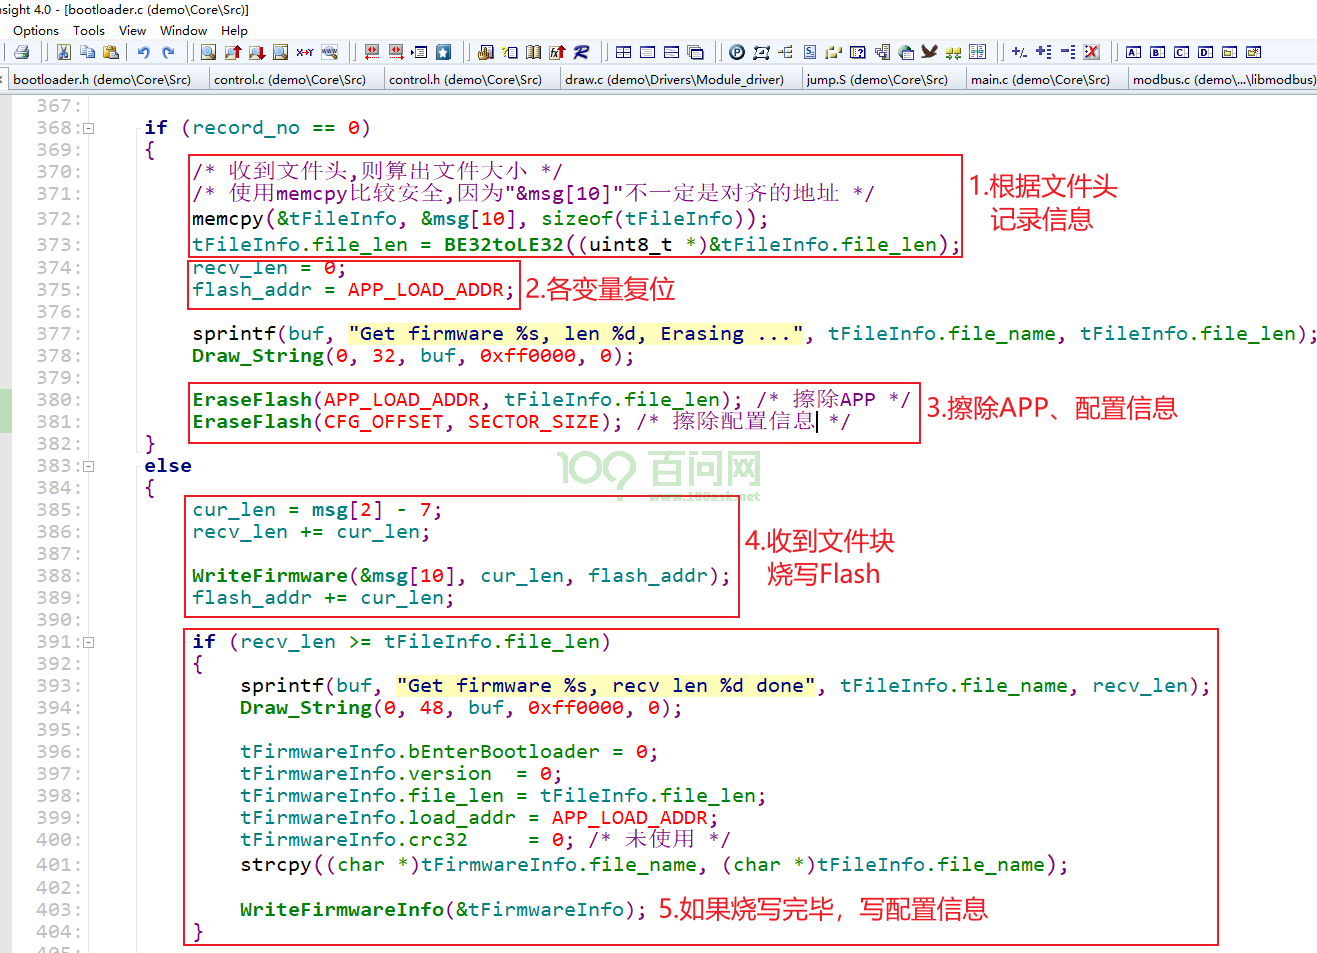 nsight 4.0 - [bootloader.c (demo\Core\Src)]
Options Tools View Window Help
bootloader.h (demo\Core\Src) control.c (demo\Core\Src) control.h (demo\Core\Src) draw.c (demo\Drivers\Module_driver) jump.S (demo\Core\Src) main.c (demo\Core\Src) modbus.c (demo\...\libmodbus)
367:
368: if (record_no == 0)
369: {
370: /* 收到文件头,则算出文件大小 */
371: /* 使用memcpy比较安全,因为"&msg[10]"不一定是对齐的地址 */
372: memcpy(&tFileInfo, &msg[10], sizeof(tFileInfo));
373: tFileInfo.file_len = BE32toLE32((uint8_t *)&tFileInfo.file_len);
1.根据文件头
记录信息
374: recv_len = 0;
375: flash_addr = APP_LOAD_ADDR;
2.各变量复位
376:
377: sprintf(buf, "Get firmware %s, len %d, Erasing ...", tFileInfo.file_name, tFileInfo.file_len);
378: Draw_String(0, 32, buf, 0xff0000, 0);
379:
380: EraseFlash(APP_LOAD_ADDR, tFileInfo.file_len); /* 擦除APP */
381: EraseFlash(CFG_OFFSET, SECTOR_SIZE); /* 擦除配置信息 */
3.擦除APP、配置信息
382: }
383: else
384: {
百问网
www.100ask.net
385: cur_len = msg[2] - 7;
386: recv_len += cur_len;
387:
388: WriteFirmware(&msg[10], cur_len, flash_addr);
389: flash_addr += cur_len;
4.收到文件块
烧写Flash
390:
391: if (recv_len >= tFileInfo.file_len)
392: {
393: sprintf(buf, "Get firmware %s, recv len %d done", tFileInfo.file_name, recv_len);
394: Draw_String(0, 48, buf, 0xff0000, 0);
395:
396: tFirmwareInfo.bEnterBootloader = 0;
397: tFirmwareInfo.version = 0;
398: tFirmwareInfo.file_len = tFileInfo.file_len;
399: tFirmwareInfo.load_addr = APP_LOAD_ADDR;
400: tFirmwareInfo.crc32 = 0; /* 未使用 */
401: strcpy((char *)tFirmwareInfo.file_name, (char *)tFileInfo.file_name);
402:
403: WriteFirmwareInfo(&tFirmwareInfo); 5.如果烧写完毕，写配置信息
404: }